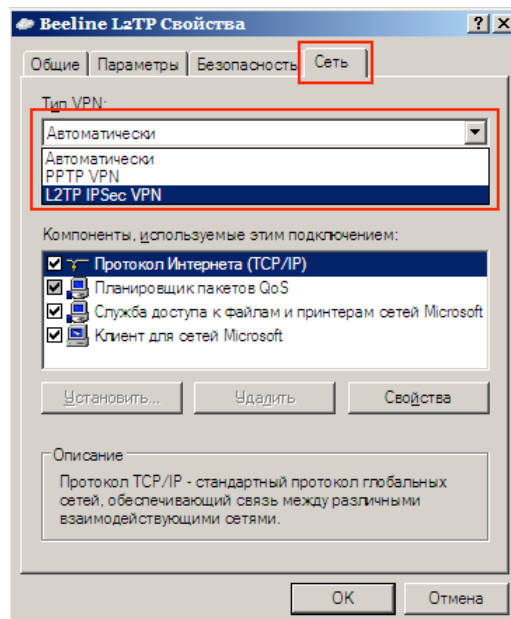 Beeline L2TP Свойства
Общие
Параметры
Безопасность
Сеть
Тип VPN:
Автоматически
Автоматически
PPTP VPN
L2TP IPSec VPN
Компоненты, используемые этим подключением:
Протокол Интернета (TCP/IP)
Планировщик пакетов QoS
Служба доступа к файлам и принтерам сетей Microsoft
Клиент для сетей Microsoft
Установить...
Удалить
Свойства
Описание
Протокол TCP/IP - стандартный протокол глобальных
сетей, обеспечивающий связь между различными
взаимодействующими сетями.
OK
Отмена